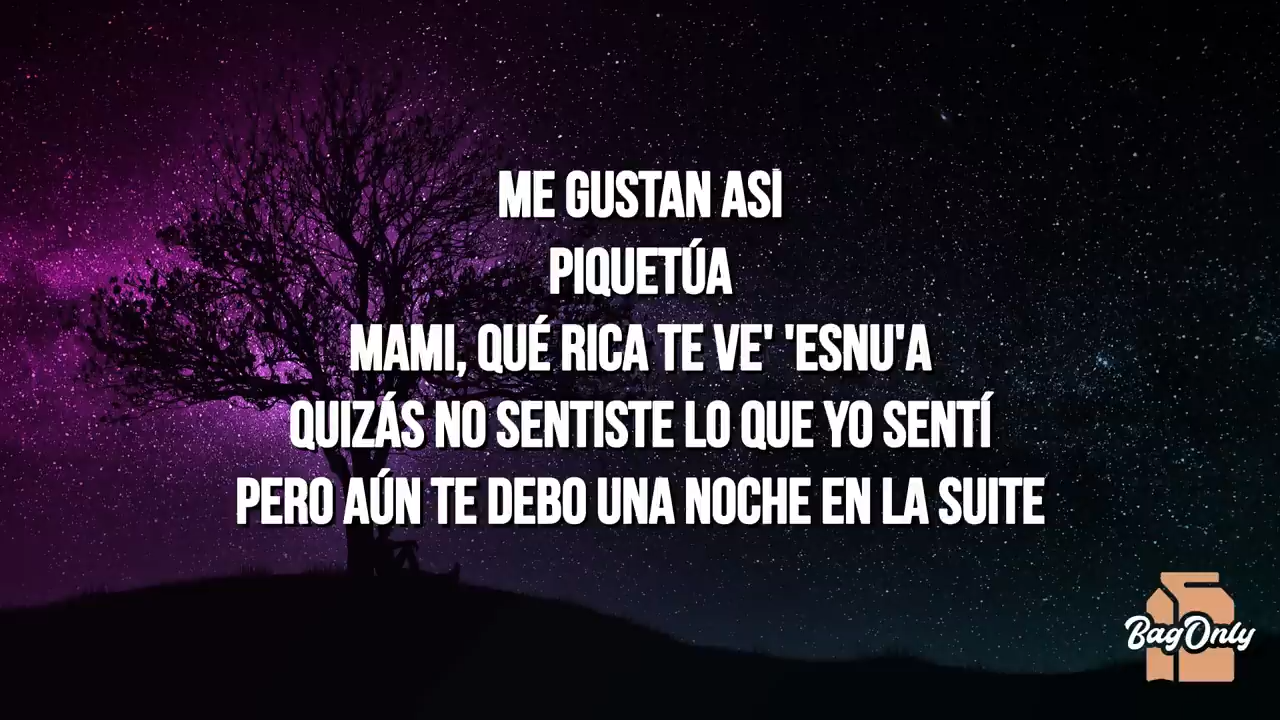 ME GUSTAN ASÍ
PIQUETÚA
MAMI, QUÉ RICA TE VE' 'ESNU'A
QUIZÁS NO SENTISTE LO QUE YO SENTÍ
PERO AÚN TE DEBO UNA NOCHE EN LA SUITE
BagOnly